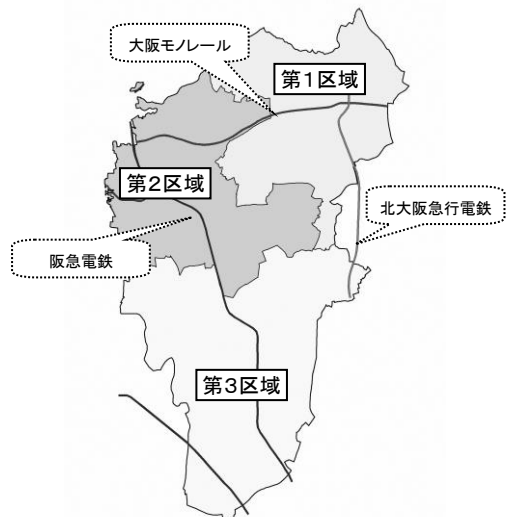 大阪モノレール
第1区域
第2区域
北大阪急行電鉄
阪急電鉄
第3区域